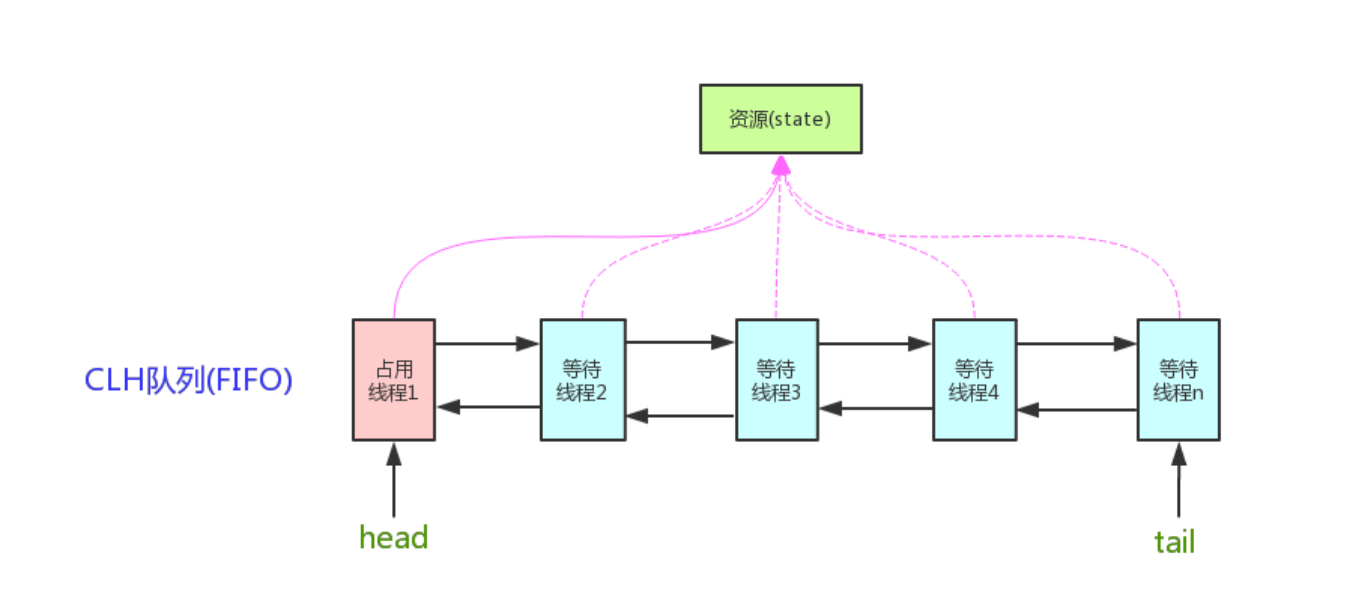 资源(state)
CLH队列(FIFO)
占用
线程1
等待
线程2
等待
线程3
等待
线程4
等待
线程n
head
tail